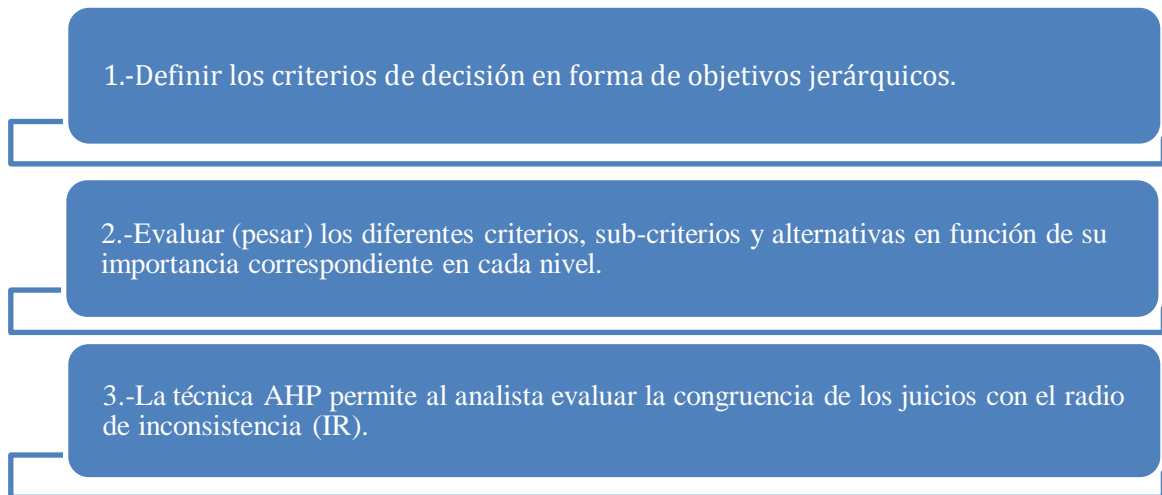 1.-Definir los criterios de decisión en forma de objetivos jerárquicos.
2.-Evaluar (pesar) los diferentes criterios, sub-criterios y alternativas en función de su
importancia correspondiente en cada nivel.
3.-La técnica AHP permite al analista evaluar la congruencia de los juicios con el radio
de inconsistencia (IR).